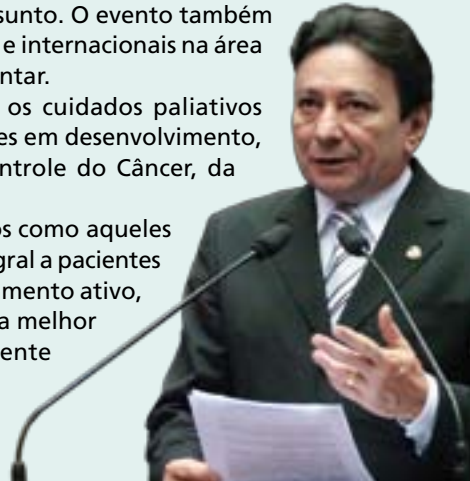 sunto. O evento também
e internacionais na área
ntar.
os cuidados paliativos
es em desenvolvimento,
ntrole do Câncer, da
os como aqueles
gral a pacientes
mento ativo,
a melhor
ente